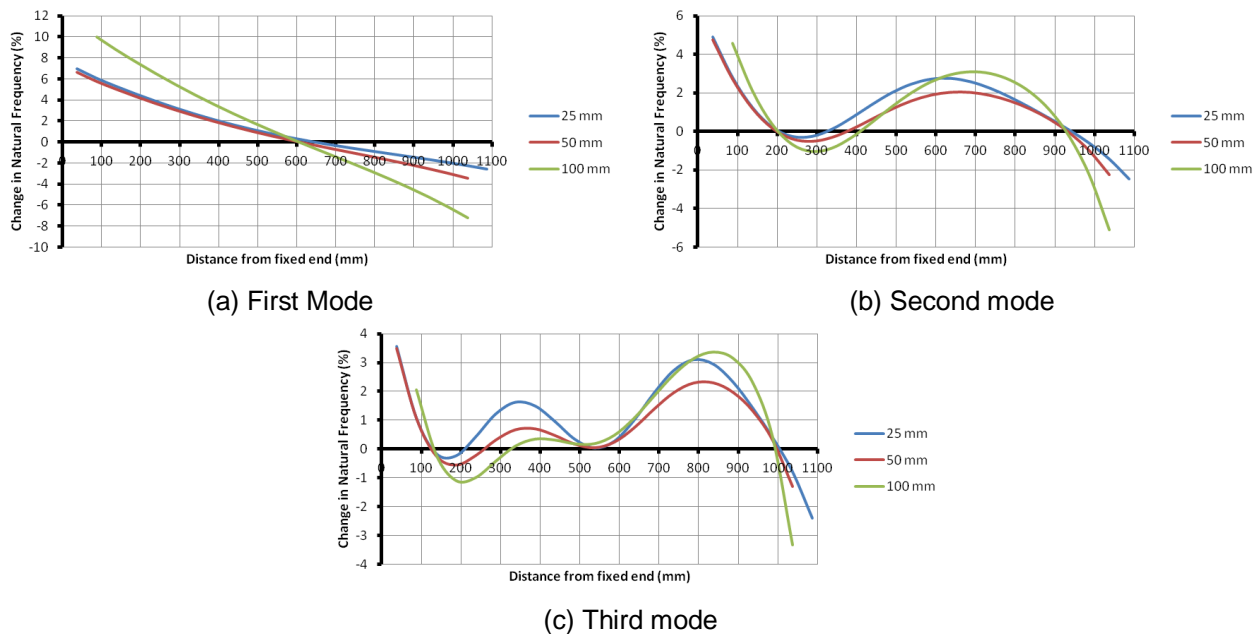 Change in Natural Frequency (%)
12
10
8
6
4
2
0
-2
-4
-6
-8
-10
0 100 200 300 400 500 600 700 800 900 1000 1100
Distance from fixed end (mm)
25 mm
50 mm
100 mm
(a) First Mode
Change in Natural Frequency (%)
6
4
2
0
-2
-4
-6
0 100 200 300 400 500 600 700 800 900 1000 1100
Distance from fixed end (mm)
25 mm
50 mm
100 mm
(b) Second mode
Change in Natural Frequency (%)
4
3
2
1
0
-1
-2
-3
-4
0 100 200 300 400 500 600 700 800 900 1000 1100
Distance from fixed end (mm)
25 mm
50 mm
100 mm
(c) Third mode